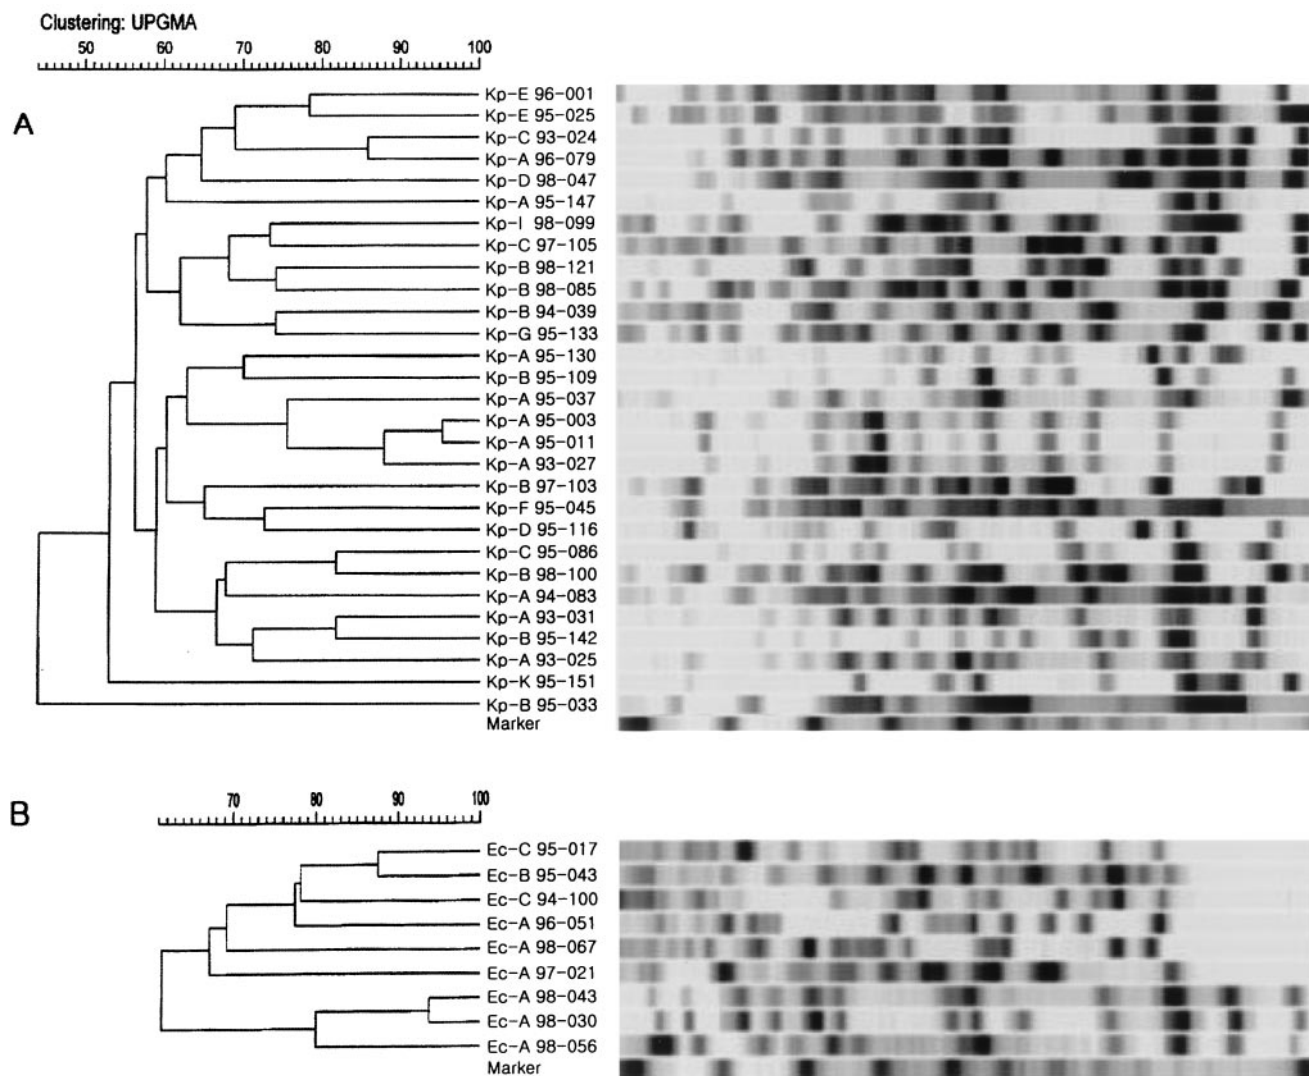 Clustering: UPGMA
50 60 70 80 90 100
A
Kp-E 96-001
Kp-E 95-025
Kp-C 93-024
Kp-A 96-079
Kp-D 98-047
Kp-A 95-147
Kp-I 98-099
Kp-C 97-105
Kp-B 98-121
Kp-B 98-085
Kp-B 94-039
Kp-G 95-133
Kp-A 95-130
Kp-B 95-109
Kp-A 95-037
Kp-A 95-003
Kp-A 95-011
Kp-A 93-027
Kp-B 97-103
Kp-F 95-045
Kp-D 95-116
Kp-C 95-086
Kp-B 98-100
Kp-A 94-083
Kp-A 93-031
Kp-B 95-142
Kp-A 93-025
Kp-K 95-151
Kp-B 95-033
Marker
B
70 80 90 100
Ec-C 95-017
Ec-B 95-043
Ec-C 94-100
Ec-A 96-051
Ec-A 98-067
Ec-A 97-021
Ec-A 98-043
Ec-A 98-030
Ec-A 98-056
Marker